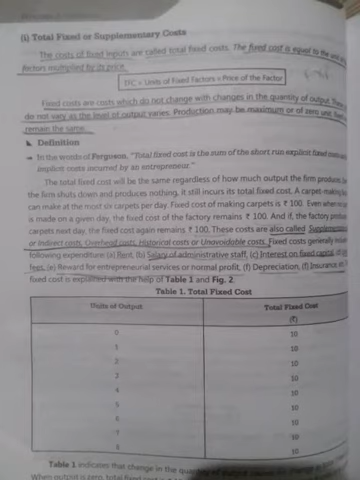 (i) Total Fixed or Supplementary Costs
The costs of fixed inputs are called total fixed costs. The fixed cost is equal to the
factors multiplied by its price.
TFC = Units of Fixed Factors × Price of the Factor
Fixed costs are costs which do not change with changes in the quantity of output. These
do not vary as the level of output varies. Production may be maximum or of zero unit,
remain the same.
Definition
In the words of Ferguson, "Total fixed cost is the sum of the short run explicit fixed costs
implicit costs incurred by an entrepreneur."
The total fixed cost will be the same regardless of how much output the firm produces,
the firm shuts down and produces nothing. It still incurs its total fixed cost. A carpet-making
can make at the most six carpets per day. Fixed cost of making carpets is ₹ 100. Even when no
is made on a given day, the fixed cost of the factory remains ₹ 100. And if, the factory
carpets next day, the fixed cost again remains ₹ 100. These costs are also called Supplementary
or Indirect costs, Overhead costs, Historical costs or Unavoidable costs. Fixed costs generally
following expenditure (a) Rent, (b) Salary of administrative staff, (c) Interest on fixed capital,
fees, (e) Reward for entrepreneurial services or normal profit, (f) Depreciation, (f) Insurance
fixed cost is explained with the help of Table 1 and Fig. 2.
Table 1. Total Fixed Cost
Units of Output Total Fixed Cost
(₹)
0 10
1 10
2 10
3 10
4 10
5 10
6 10
7 10
8 10
Table 1 indicates that change in the quantity of output
When output is zero, total fixed cost is